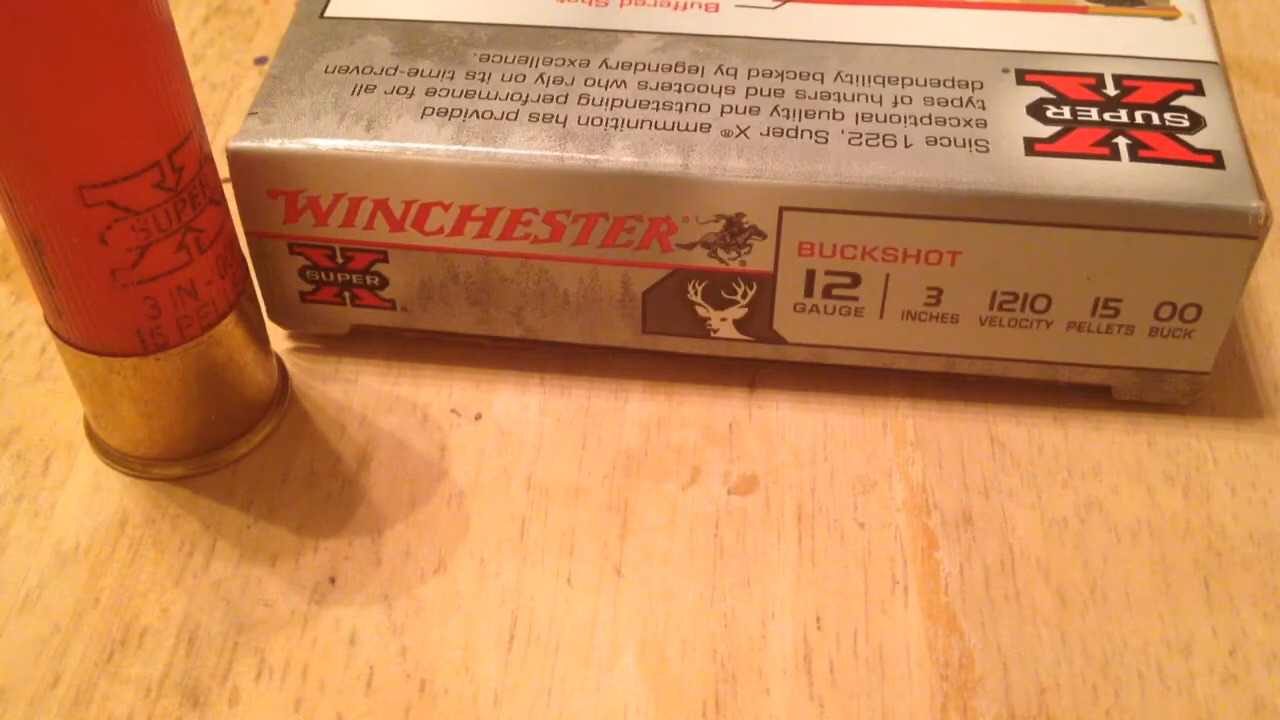 Buffered Shot
Since 1922, Super X® ammunition has provided
exceptional quality and outstanding performance for all
types of hunters and shooters who rely on its time-proven
dependability backed by legendary excellence.
SUPER X
WINCHESTER®
SUPER X
BUCKSHOT
12 GAUGE 3 INCHES 1210 VELOCITY 15 PELLETS 00 BUCK
SUPER X
3 IN -
15